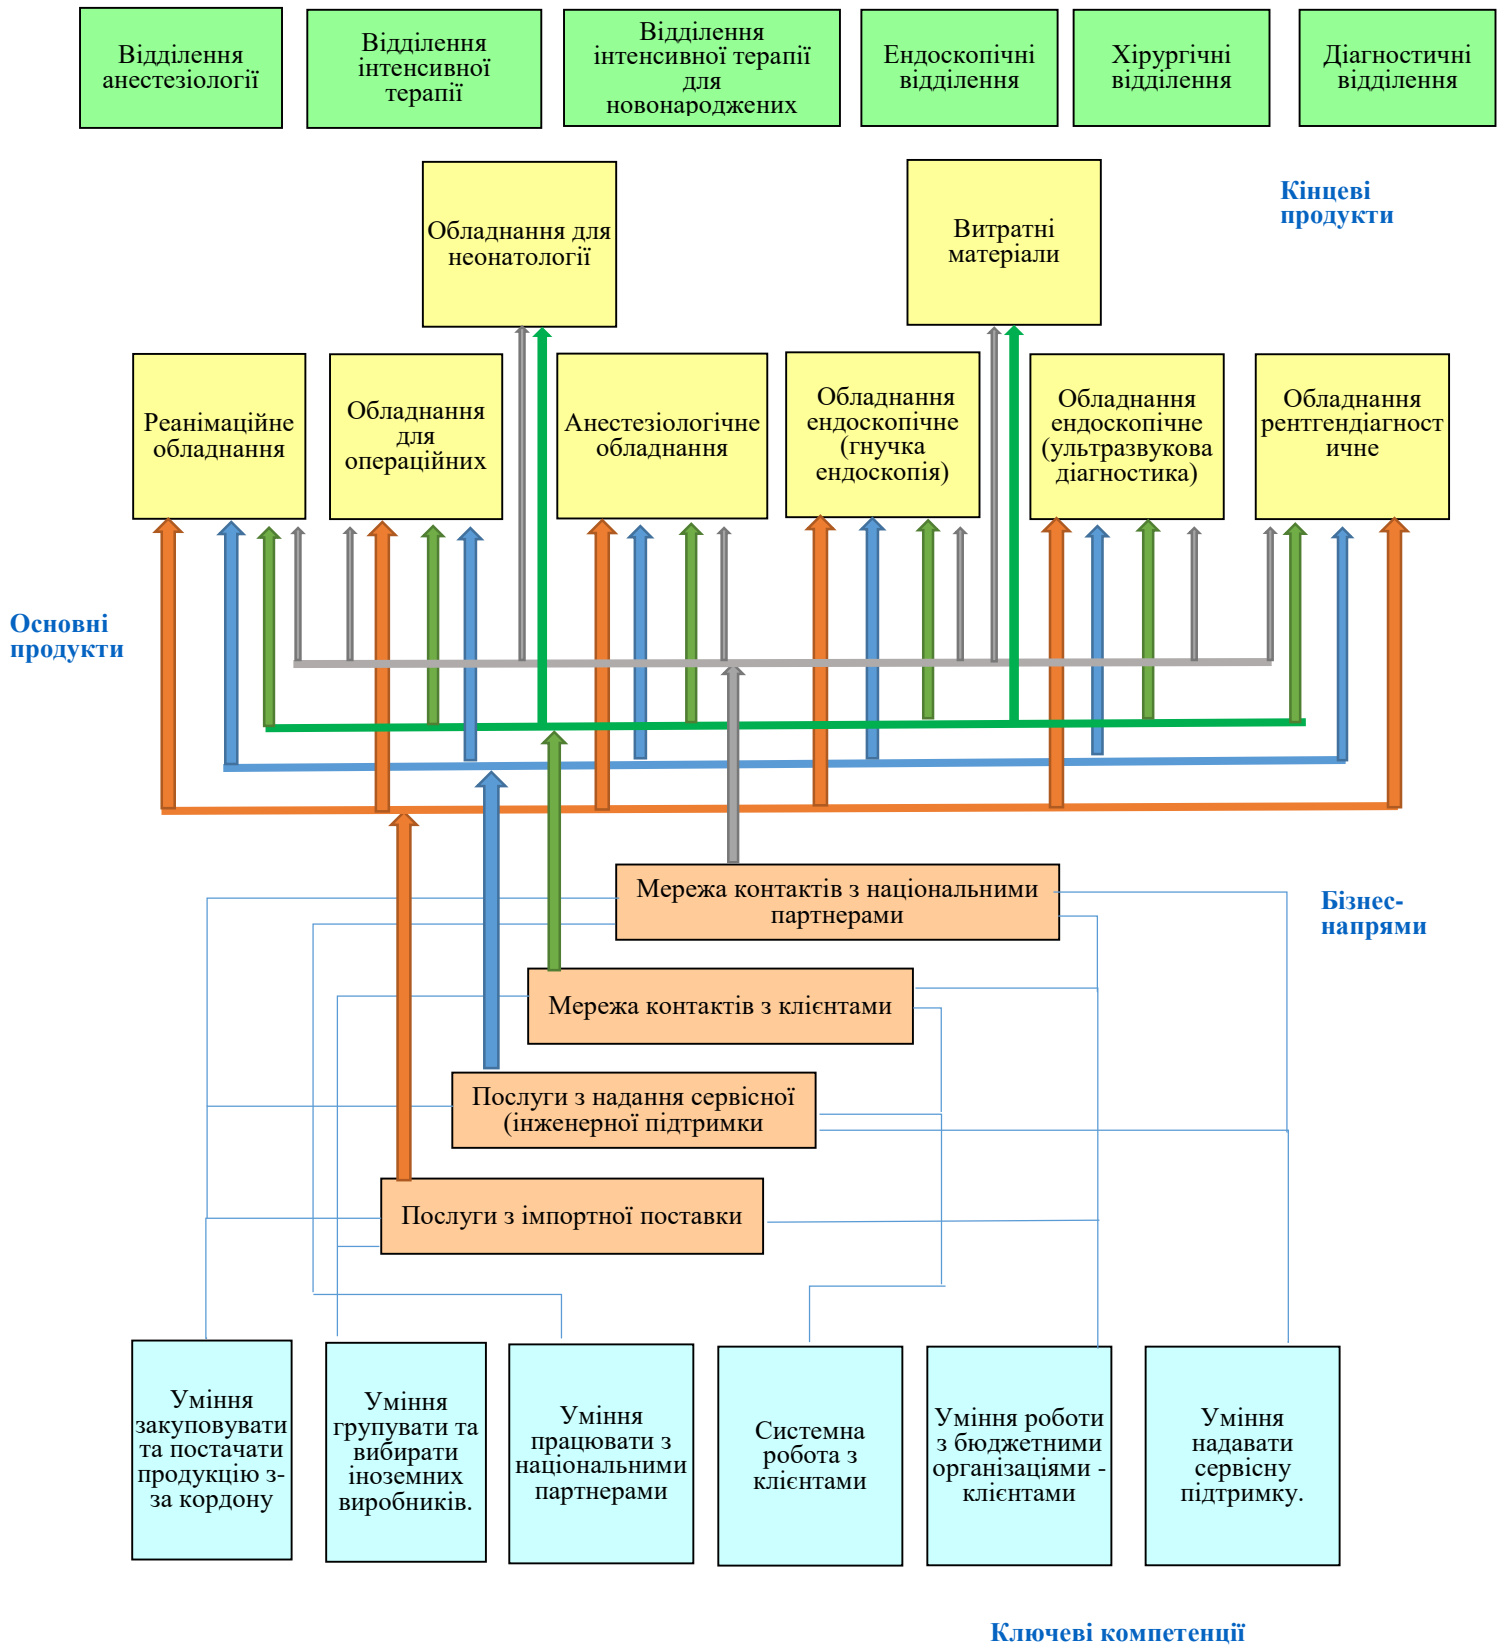 Відділення
анестезіології
Відділення
інтенсивної
терапії
Відділення
інтенсивної терапії
для
новонароджених
Ендоскопічні
відділення
Хірургічні
відділення
Діагностичні
відділення
Обладнання для
неонатології
Витратні
матеріали
Кінцеві
продукти
Реанімаційне
обладнання
Обладнання
для
операційних
Анестезіологічне
обладнання
Обладнання
ендоскопічне
(гнучка
ендоскопія)
Обладнання
ендоскопічне
(ультразвукова
діагностика)
Обладнання
рентгендіагност
ичне
Основні
продукти
Мережа контактів з національними
партнерами
Бізнес-
напрями
Мережа контактів з клієнтами
Послуги з надання сервісної
(інженерної підтримки
Послуги з імпортної поставки
Уміння
закуповувати
та постачати
продукцію з-
за кордону
Уміння
групувати та
вибирати
іноземних
виробників.
Уміння
працювати з
національними
партнерами
Системна
робота з
клієнтами
Уміння роботи
з бюджетними
організаціями -
клієнтами
Уміння
надавати
сервісну
підтримку.
Ключеві компетенції